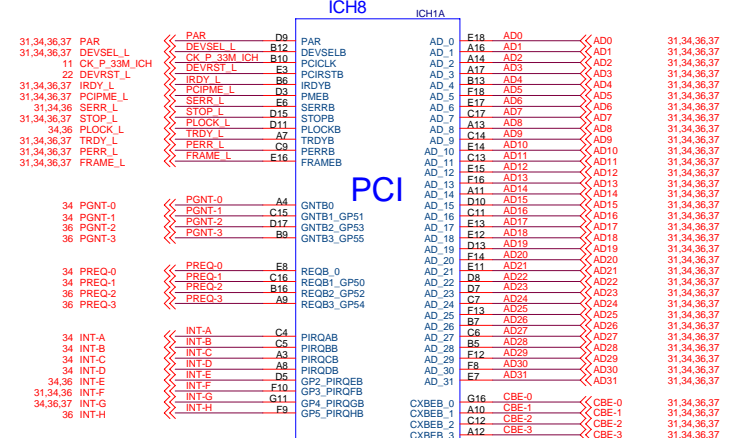 ICH8
ICH1A
31,34,36,37 PAR PAR D9 PAR
31,34,36,37 DEVSEL_L DEVSEL_L B12 DEVSELB
11 CK_P_33M_ICH CK_P_33M_ICH B10 PCICLK
22 DEVRST_L DEVRST_L E3 PCIRSTB
31,34,36,37 IRDY_L IRDY_L B6 IRDYB
31,34,36,37 PCIPME_L PCIPME_L D3 PMEB
31,34,36 SERR_L SERR_L E6 SERRB
31,34,36,37 STOP_L STOP_L D15 STOPB
34,36 PLOCK_L PLOCK_L D11 PLOCKB
31,34,36,37 TRDY_L TRDY_L A7 TRDYB
31,34,36,37 PERR_L PERR_L C9 PERRB
31,34,36,37 FRAME_L FRAME_L E16 FRAMEB
PCI
34 PGNT-0 PGNT-0 A4 GNTB0
34 PGNT-1 PGNT-1 C15 GNTB1_GP51
36 PGNT-2 PGNT-2 D17 GNTB2_GP53
36 PGNT-3 PGNT-3 B9 GNTB3_GP55
34 PREQ-0 PREQ-0 E8 REQB_0
34 PREQ-1 PREQ-1 C16 REQB1_GP50
36 PREQ-2 PREQ-2 B16 REQB2_GP52
36 PREQ-3 PREQ-3 A9 REQB3_GP54
34 INT-A INT-A C4 PIRQAB
34 INT-B INT-B C5 PIRQBB
34 INT-C INT-C A3 PIRQCB
34 INT-D INT-D A8 PIRQDB
34,36 INT-E INT-E D5 GP2_PIRQEB
31,34,36 INT-F INT-F F10 GP3_PIRQFB
34,36,37 INT-G INT-G G11 GP4_PIRQGB
36 INT-H INT-H F9 GP5_PIRQHB
AD_0 E18 AD0 AD0 31,34,36,37
AD_1 A16 AD1 AD1 31,34,36,37
AD_2 A14 AD2 AD2 31,34,36,37
AD_3 A17 AD3 AD3 31,34,36,37
AD_4 B13 AD4 AD4 31,34,36,37
AD_5 F18 AD5 AD5 31,34,36,37
AD_6 E17 AD6 AD6 31,34,36,37
AD_7 C17 AD7 AD7 31,34,36,37
AD_8 A13 AD8 AD8 31,34,36,37
AD_9 C14 AD9 AD9 31,34,36,37
AD_10 E14 AD10 AD10 31,34,36,37
AD_11 C13 AD11 AD11 31,34,36,37
AD_12 E15 AD12 AD12 31,34,36,37
AD_13 F16 AD13 AD13 31,34,36,37
AD_14 A11 AD14 AD14 31,34,36,37
AD_15 D10 AD15 AD15 31,34,36,37
AD_16 C11 AD16 AD16 31,34,36,37
AD_17 E13 AD17 AD17 31,34,36,37
AD_18 E12 AD18 AD18 31,34,36,37
AD_19 D13 AD19 AD19 31,34,36,37
AD_20 F14 AD20 AD20 31,34,36,37
AD_21 E11 AD21 AD21 31,34,36,37
AD_22 D8 AD22 AD22 31,34,36,37
AD_23 D7 AD23 AD23 31,34,36,37
AD_24 C7 AD24 AD24 31,34,36,37
AD_25 F13 AD25 AD25 31,34,36,37
AD_26 B7 AD26 AD26 31,34,36,37
AD_27 C6 AD27 AD27 31,34,36,37
AD_28 B5 AD28 AD28 31,34,36,37
AD_29 F12 AD29 AD29 31,34,36,37
AD_30 F8 AD30 AD30 31,34,36,37
AD_31 E7 AD31 AD31 31,34,36,37
CXBEB_0 G16 CBE-0 CBE-0 31,34,36,37
CXBEB_1 A10 CBE-1 CBE-1 31,34,36,37
CXBEB_2 C12 CBE-2 CBE-2 31,34,36,37
CXBEB_3 A12 CBE-3 CBE-3 31,34,36,37